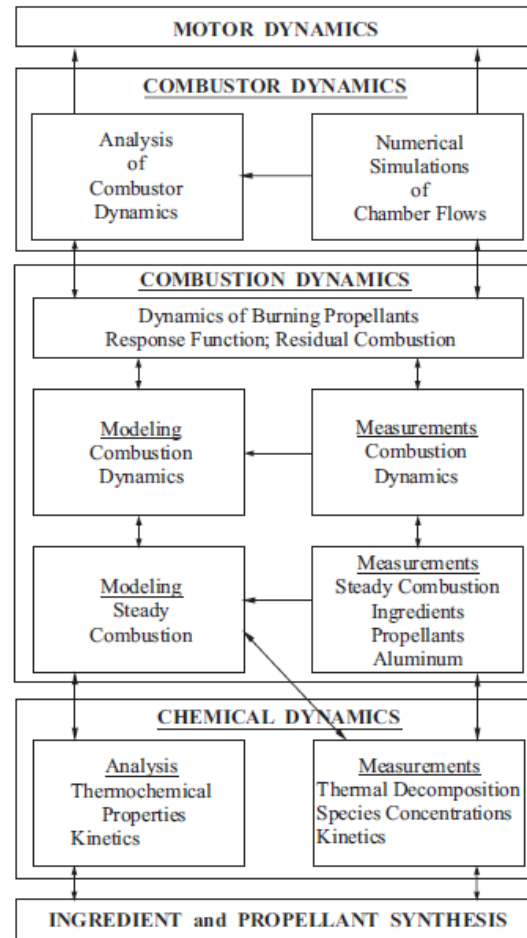 MOTOR DYNAMICS
COMBUSTOR DYNAMICS
Analysis
of
Combustor
Dynamics
Numerical
Simulations
of
Chamber Flows
COMBUSTION DYNAMICS
Dynamics of Burning Propellants
Response Function; Residual Combustion
Modeling
Combustion
Dynamics
Measurements
Combustion
Dynamics
Modeling
Steady
Combustion
Measurements
Steady Combustion
Ingredients
Propellants
Aluminum
CHEMICAL DYNAMICS
Analysis
Thermochemical
Properties
Kinetics
Measurements
Thermal Decomposition
Species Concentrations
Kinetics
INGREDIENT and PROPELLANT SYNTHESIS